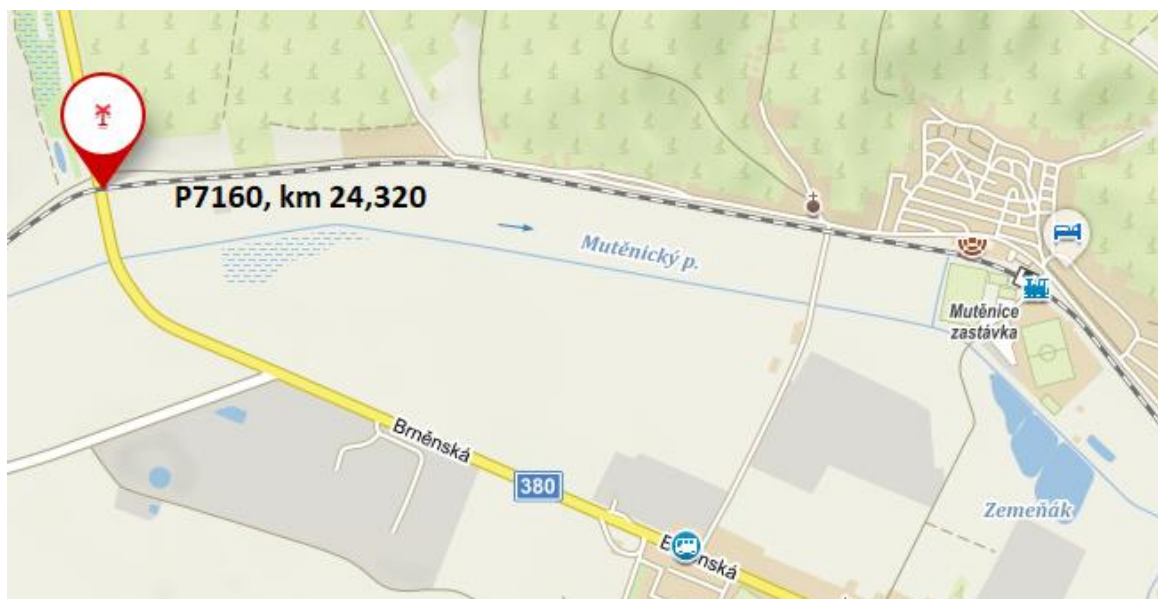 P7160, km 24,320
Mutěnický p.
Mutěnice
zastávka
Brněnská
380
Zemeňák